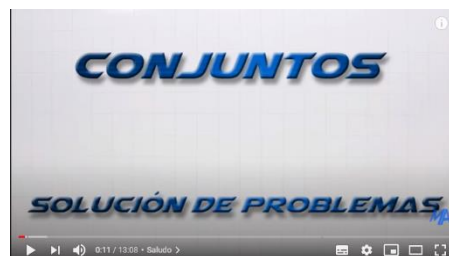 CONJUNTOS
SOLUCIÓN DE PROBLEMAS
0:11 / 13:08 • Saludo >